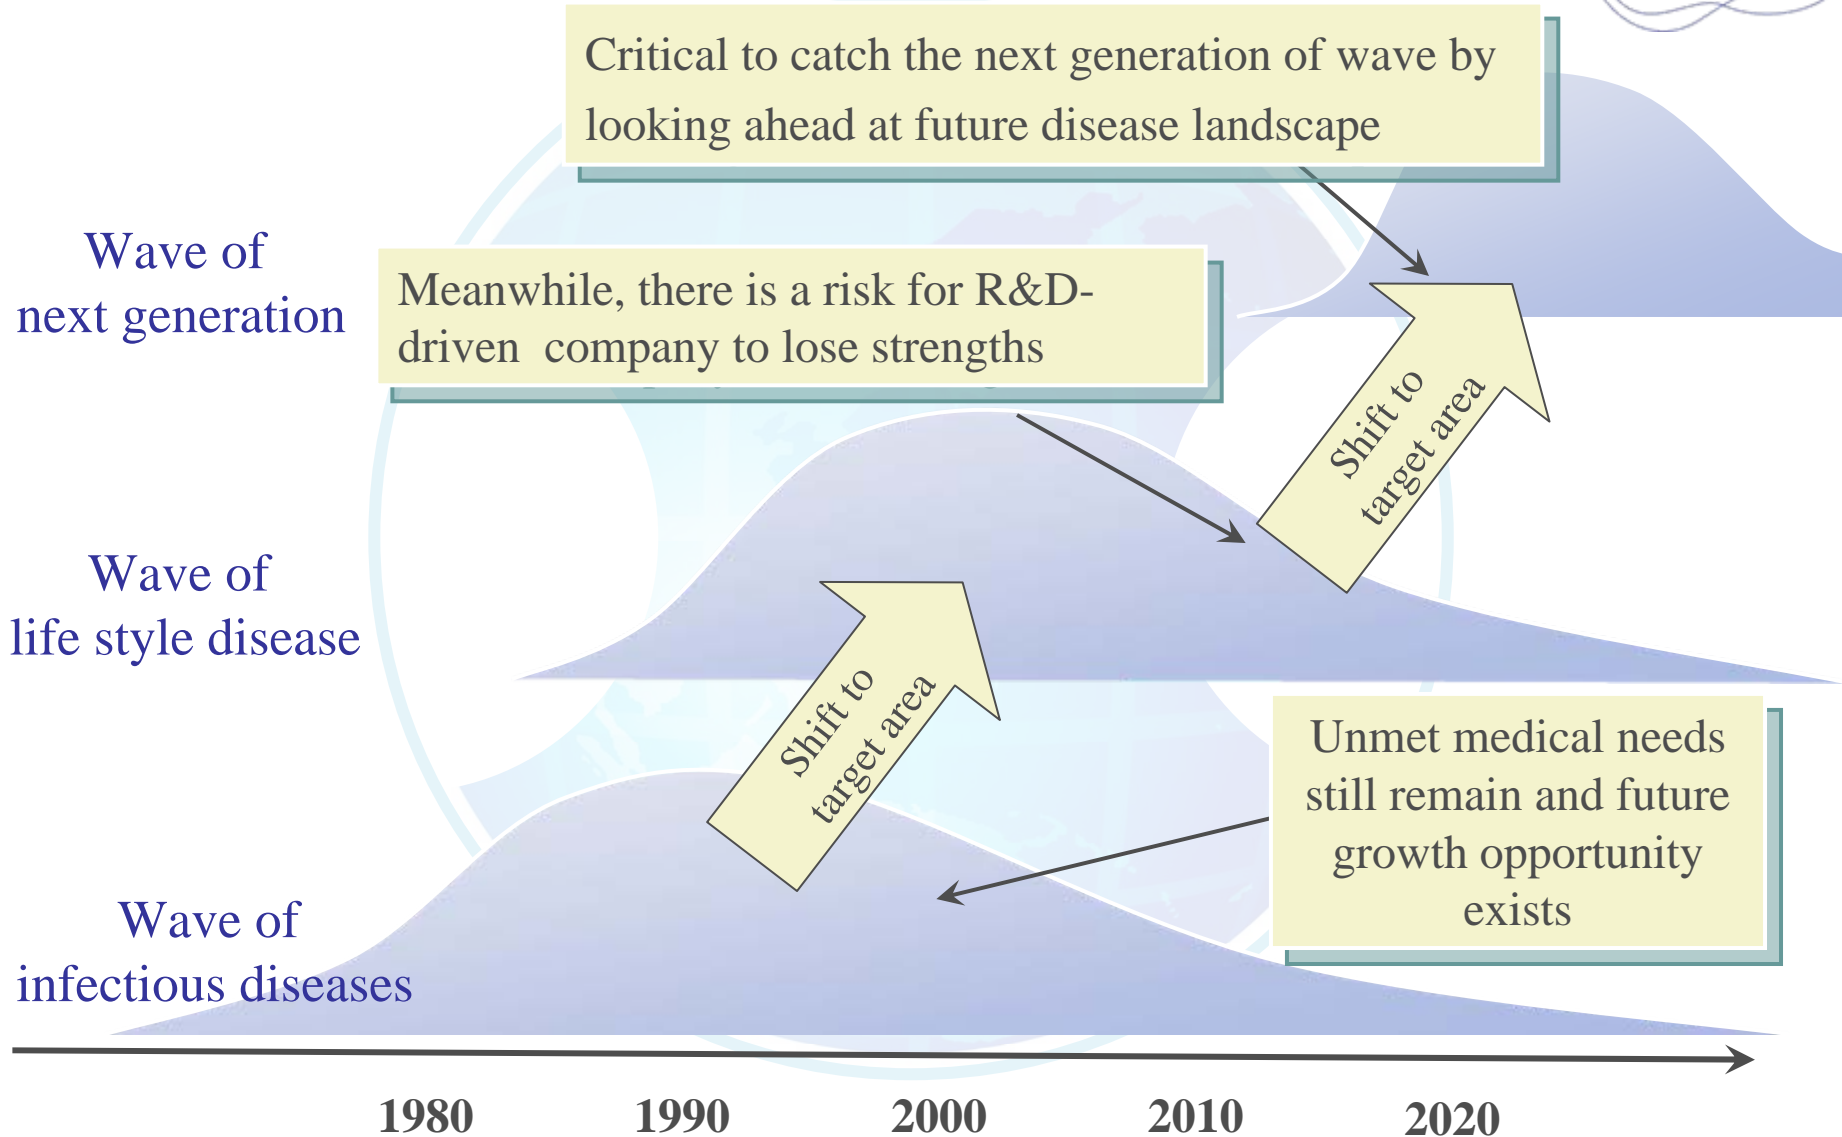 Critical to catch the next generation of wave by
looking ahead at future disease landscape
Wave of
next generation
Meanwhile, there is a risk for R&D-
driven company to lose strengths
Shift to
target area
Wave of
life style disease
Shift to
target area
Unmet medical needs
still remain and future
growth opportunity
exists
Wave of
infectious diseases
1980 1990 2000 2010 2020